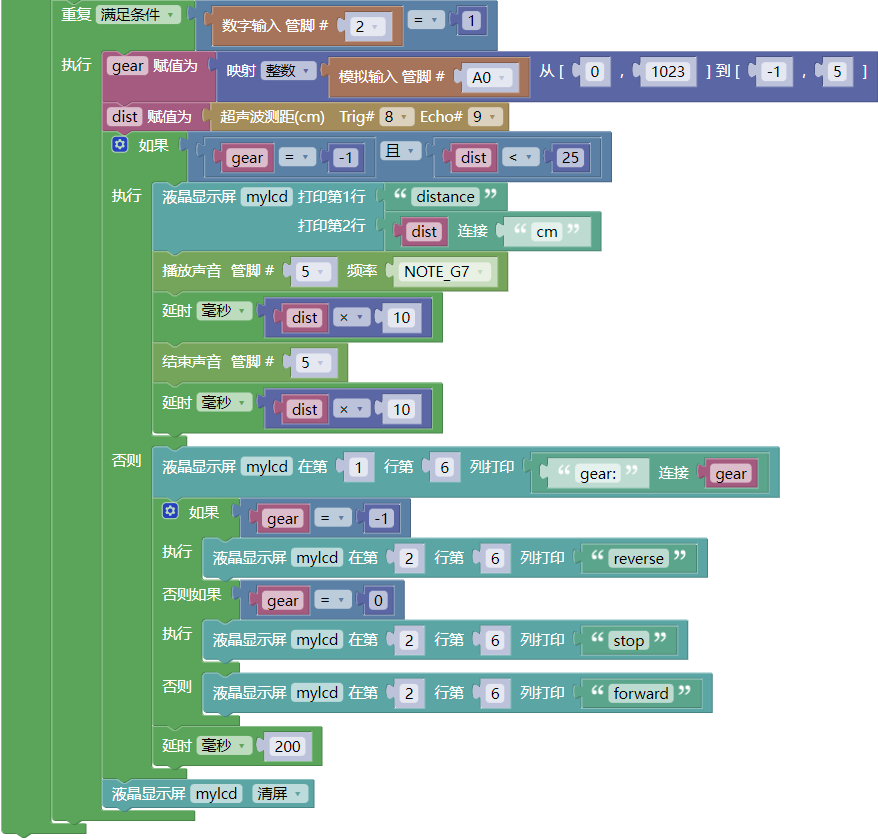 重复 满足条件 数字输入 管脚 # 2 = 1
执行 gear 赋值为 映射 整数 模拟输入 管脚 # A0 从 [ 0 , 1023 ] 到 [ -1 , 5 ]
dist 赋值为 超声波测距(cm) Trig# 8 Echo# 9
如果 gear = -1 且 dist < 25
执行 液晶显示屏 mylcd 打印第1行 “ distance ”
打印第2行 dist 连接 “ cm ”
播放声音 管脚 # 5 频率 NOTE_G7
延时 毫秒 dist × 10
结束声音 管脚 # 5
延时 毫秒 dist × 10
否则 液晶显示屏 mylcd 在第 1 行第 6 列打印 “ gear: ” 连接 gear
如果 gear = -1
执行 液晶显示屏 mylcd 在第 2 行第 6 列打印 “ reverse ”
否则如果 gear = 0
执行 液晶显示屏 mylcd 在第 2 行第 6 列打印 “ stop ”
否则 液晶显示屏 mylcd 在第 2 行第 6 列打印 “ forward ”
延时 毫秒 200
液晶显示屏 mylcd 清屏